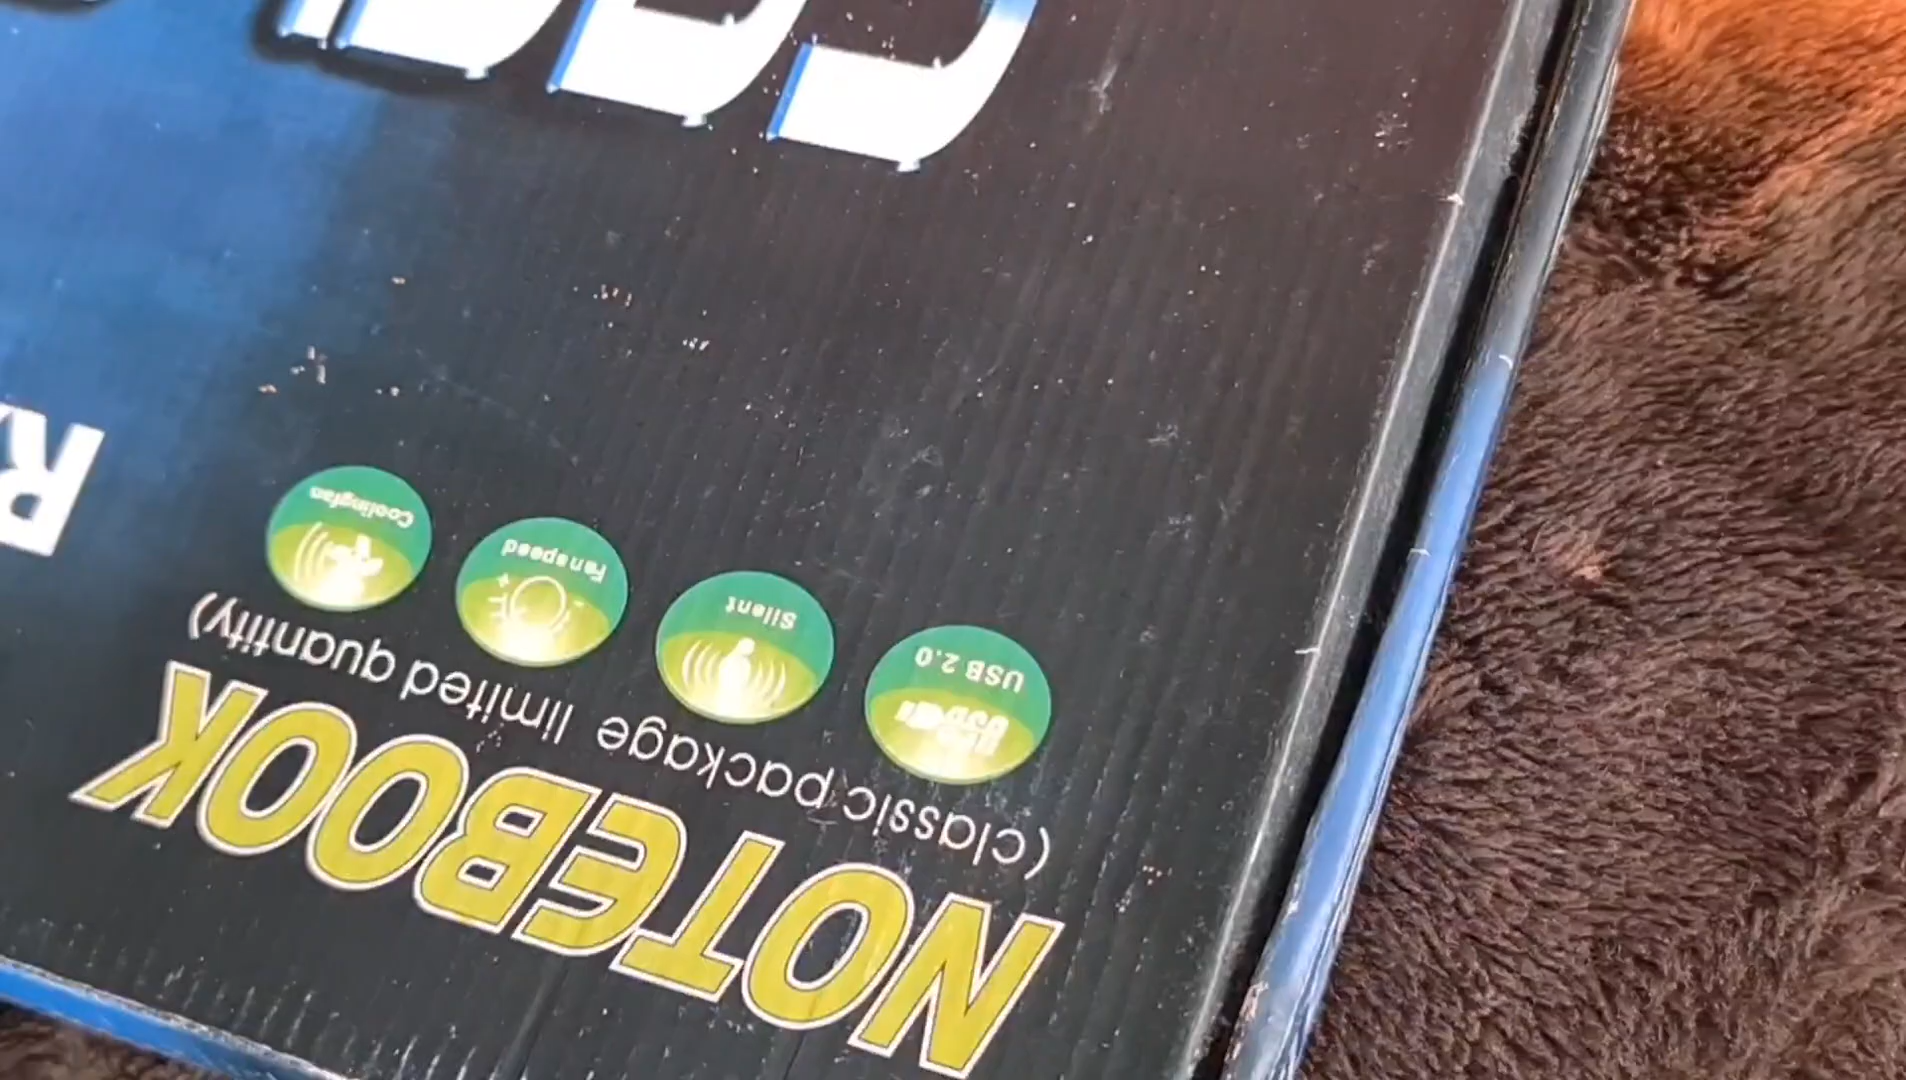 NOTEBOOK
(classic package limited quantity)
USB 2.0
Silent
Fanspeed
Coolingfan